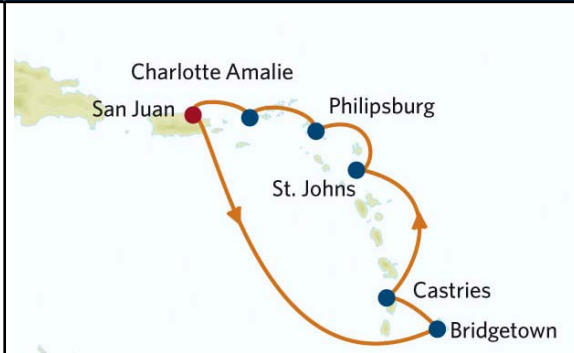 Charlotte Amalie
San Juan
Philipsburg
St. Johns
Castries
Bridgetown